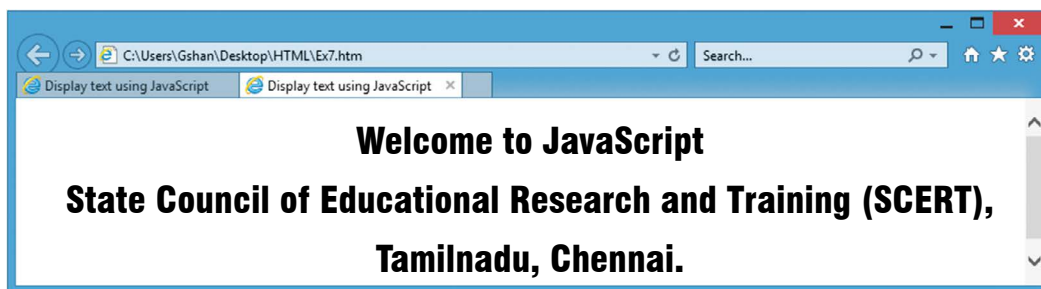 C:\Users\Gshan\Desktop\HTML\Ex7.htm
Search...
Display text using JavaScript
Display text using JavaScript
Welcome to JavaScript
State Council of Educational Research and Training (SCERT),
Tamilnadu, Chennai.